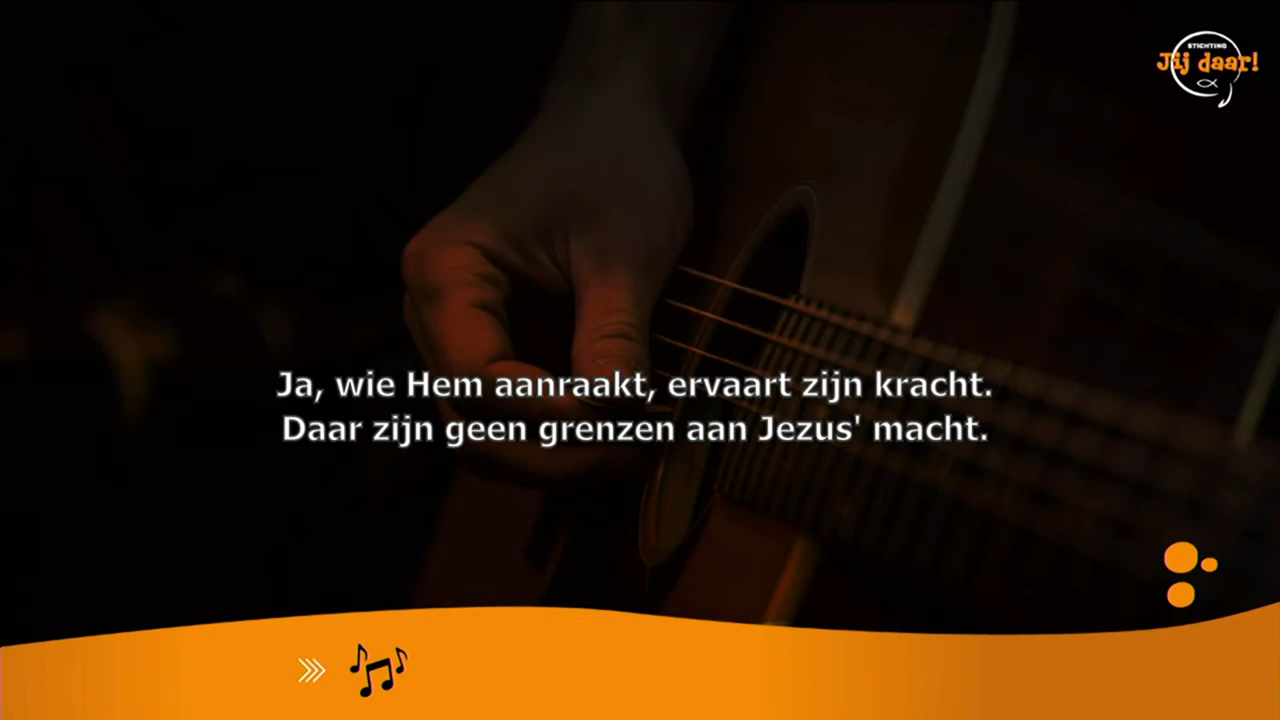 STICHTING
Jij daar!
Ja, wie Hem aanraakt, ervaart zijn kracht.
Daar zijn geen grenzen aan Jezus' macht.